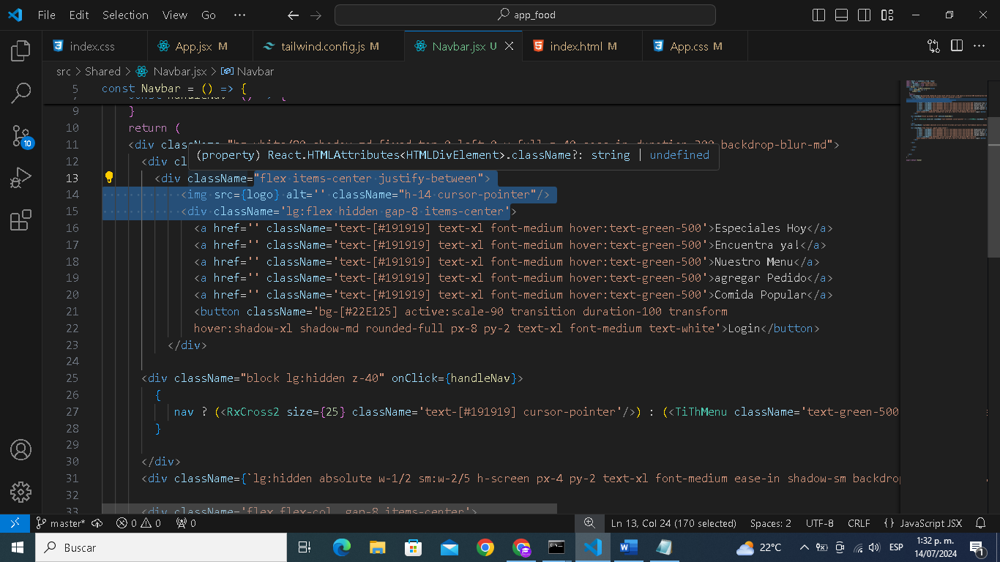 File Edit Selection View Go ··· app_food
index.css App.jsx M tailwind.config.js M Navbar.jsx U index.html M App.css M
src > Shared > Navbar.jsx > Navbar
5 const Navbar = () => {
9 }
10 return (
11 <div className="bg-white/80 shadow-md fixed top-0 left-0 w-full z-40 ease-in duration-300 backdrop-blur-md">
(property) React.HTMLAttributes<HTMLDivElement>.className?: string | undefined
12 <div cl
13 <div className="flex items-center justify-between">
14 <img src={logo} alt='' className="h-14 cursor-pointer"/>
15 <div className='lg:flex hidden gap-8 items-center'>
16 <a href='' className='text-[#191919] text-xl font-medium hover:text-green-500'>Especiales Hoy</a>
17 <a href='' className='text-[#191919] text-xl font-medium hover:text-green-500'>Encuentra ya!</a>
18 <a href='' className='text-[#191919] text-xl font-medium hover:text-green-500'>Nuestro Menu</a>
19 <a href='' className='text-[#191919] text-xl font-medium hover:text-green-500'>agregar Pedido</a>
20 <a href='' className='text-[#191919] text-xl font-medium hover:text-green-500'>Comida Popular</a>
21 <button className='bg-[#22E125] active:scale-90 transition duration-100 transform
22 hover:shadow-xl shadow-md rounded-full px-8 py-2 text-xl font-medium text-white'>Login</button>
23 </div>
24
25 <div className="block lg:hidden z-40" onClick={handleNav}>
26 {
27 nav ? (<RxCross2 size={25} className='text-[#191919] cursor-pointer'/>) : (<TiThMenu className='text-green-500
28 }
29
30 </div>
31 <div className={`lg:hidden absolute w-1/2 sm:w-2/5 h-screen px-4 py-2 text-xl font-medium ease-in shadow-sm backdrop
32
33 <div className='flex flex-col gap-8 items-center'>
10
master* 0 0 0 Ln 13, Col 24 (170 selected) Spaces: 2 UTF-8 CRLF {} JavaScript JSX
Buscar 22°C ESP 1:32 p. m.
14/07/2024 1